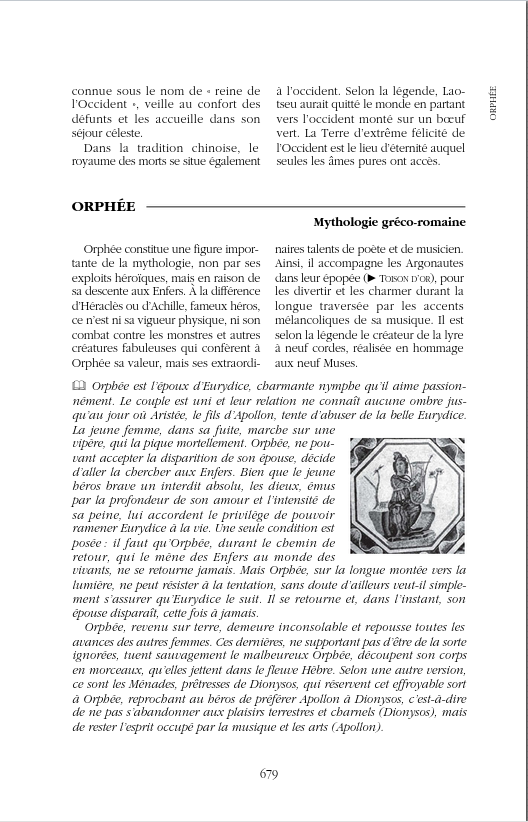 connue sous le nom de « reine de
l'Occident », veille au confort des
défunts et les accueille dans son
séjour céleste.
Dans la tradition chinoise, le
royaume des morts se situe également
à l'occident. Selon la légende, Lao-
tseu aurait quitté le monde en partant
vers l'occident monté sur un bœuf
vert. La Terre d'extrême félicité de
l'Occident est le lieu d'éternité auquel
seules les âmes pures ont accès.
ORPHÉE
ORPHÉE
Mythologie gréco-romaine
Orphée constitue une figure impor-
tante de la mythologie, non par ses
exploits héroïques, mais en raison de
sa descente aux Enfers. À la différence
d'Héraclès ou d'Achille, fameux héros,
ce n'est ni sa vigueur physique, ni son
combat contre les monstres et autres
créatures fabuleuses qui confèrent à
Orphée sa valeur, mais ses extraordi-
naires talents de poète et de musicien.
Ainsi, il accompagne les Argonautes
dans leur épopée (▶ TOISON D'OR), pour
les divertir et les charmer durant la
longue traversée par les accents
mélancoliques de sa musique. Il est
selon la légende le créateur de la lyre
à neuf cordes, réalisée en hommage
aux neuf Muses.
Orphée est l'époux d'Eurydice, charmante nymphe qu'il aime passion-
nément. Le couple est uni et leur relation ne connaît aucune ombre jus-
qu'au jour où Aristée, le fils d'Apollon, tente d'abuser de la belle Eurydice.
La jeune femme, dans sa fuite, marche sur une
vipère, qui la pique mortellement. Orphée, ne pou-
vant accepter la disparition de son épouse, décide
d'aller la chercher aux Enfers. Bien que le jeune
héros brave un interdit absolu, les dieux, émus
par la profondeur de son amour et l'intensité de
sa peine, lui accordent le privilège de pouvoir
ramener Eurydice à la vie. Une seule condition est
posée : il faut qu'Orphée, durant le chemin de
retour, qui le mène des Enfers au monde des
vivants, ne se retourne jamais. Mais Orphée, sur la longue montée vers la
lumière, ne peut résister à la tentation, sans doute d'ailleurs veut-il simple-
ment s'assurer qu'Eurydice le suit. Il se retourne et, dans l'instant, son
épouse disparaît, cette fois à jamais.
Orphée, revenu sur terre, demeure inconsolable et repousse toutes les
avances des autres femmes. Ces dernières, ne supportant pas d'être de la sorte
ignorées, tuent sauvagement le malheureux Orphée, découpent son corps
en morceaux, qu'elles jettent dans le fleuve Hèbre. Selon une autre version,
ce sont les Ménades, prêtresses de Dionysos, qui réservent cet effroyable sort
à Orphée, reprochant au héros de préférer Apollon à Dionysos, c'est-à-dire
de ne pas s'abandonner aux plaisirs terrestres et charnels (Dionysos), mais
de rester l'esprit occupé par la musique et les arts (Apollon).
679